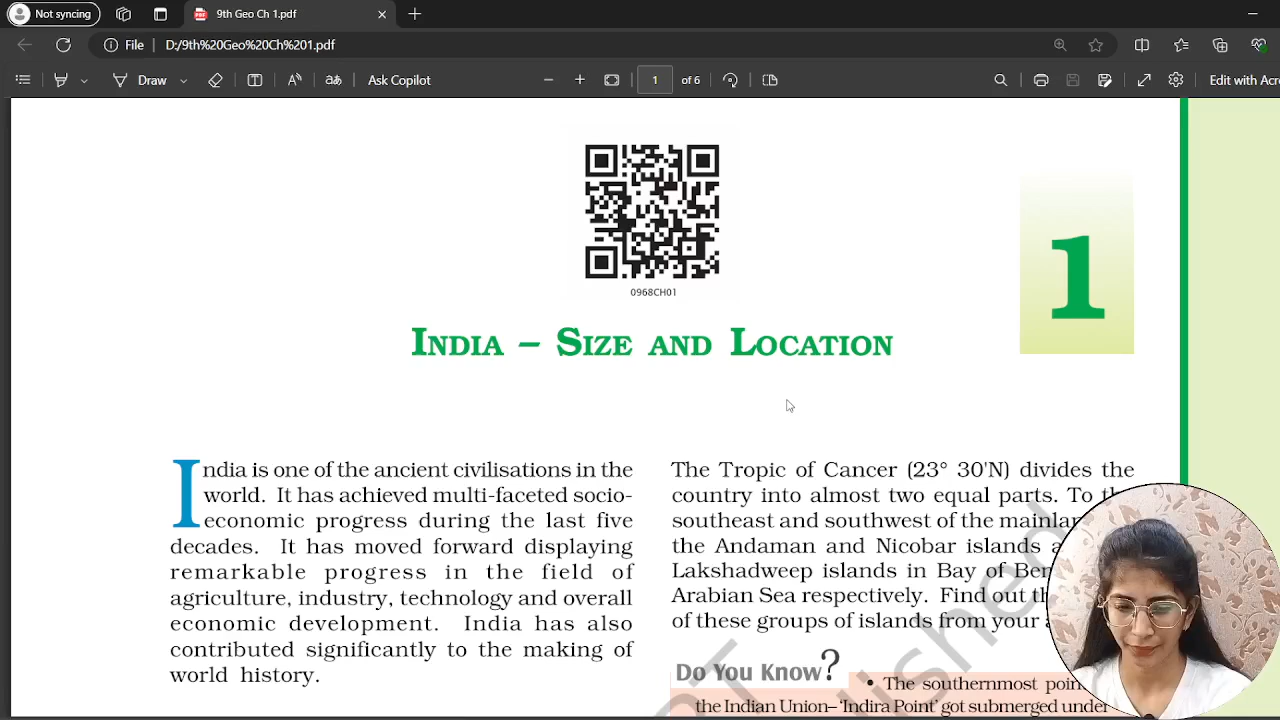 Not syncing
9th Geo Ch 1.pdf
File
D:/9th%20Geo%20Ch%201.pdf
Draw
Ask Copilot
1 of 6
Edit with Acro
0968CH01
1
INDIA – SIZE AND LOCATION
India is one of the ancient civilisations in the
world. It has achieved multi-faceted socio-
economic progress during the last five
decades. It has moved forward displaying
remarkable progress in the field of
agriculture, industry, technology and overall
economic development. India has also
contributed significantly to the making of
world history.
The Tropic of Cancer (23° 30'N) divides the
country into almost two equal parts. To
southeast and southwest of the
the Andaman and Nicobar islands
Lakshadweep islands in Bay of
Arabian Sea respectively. Find out
of these groups of islands from your
Do You Know?
• The southernmost
the Indian Union– ‘Indira Point’ got submerged under